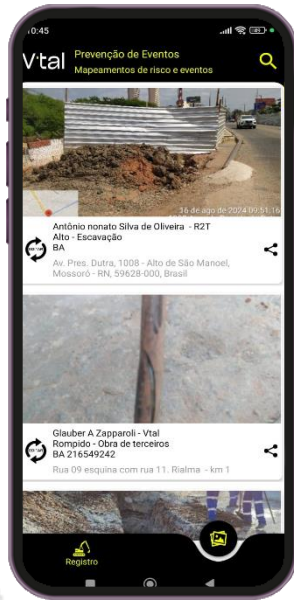 10:45
V.tal
Prevenção de Eventos
Mapeamentos de risco e eventos
16 de ago de 2024 09:51:16
Antônio nonato Silva de Oliveira - R2T
Alto - Escavação
BA
Av. Pres. Dutra, 1008 - Alto de São Manoel,
Mossoró - RN, 59628-000, Brasil
Glauber A Zapparoli - Vtal
Rompido - Obra de terceiros
BA 216549242
Rua 09 esquina com rua 11. Rialma - km 1
Registro